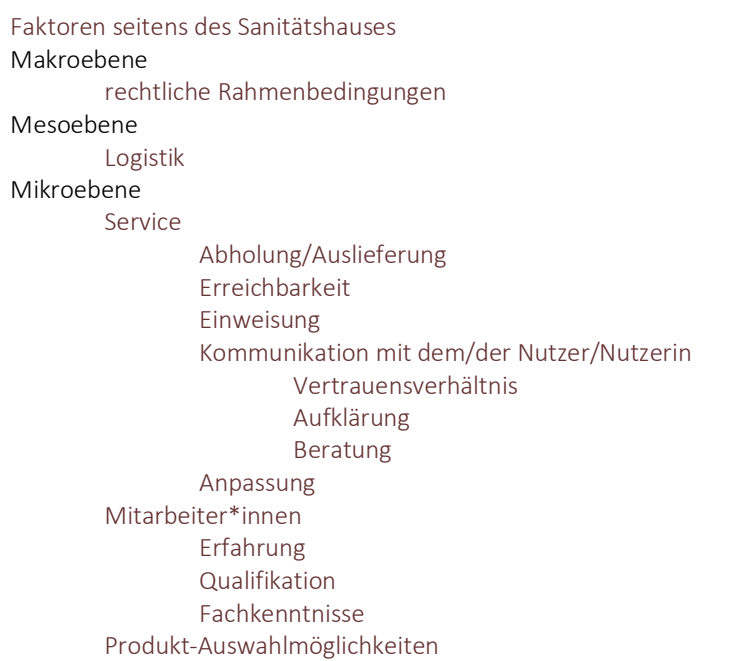 Faktoren seitens des Sanitätshauses
Makroebene
rechtliche Rahmenbedingungen
Mesoebene
Logistik
Mikroebene
Service
Abholung/Auslieferung
Erreichbarkeit
Einweisung
Kommunikation mit dem/der Nutzer/Nutzerin
Vertrauensverhältnis
Aufklärung
Beratung
Anpassung
Mitarbeiter*innen
Erfahrung
Qualifikation
Fachkenntnisse
Produkt-Auswahlmöglichkeiten